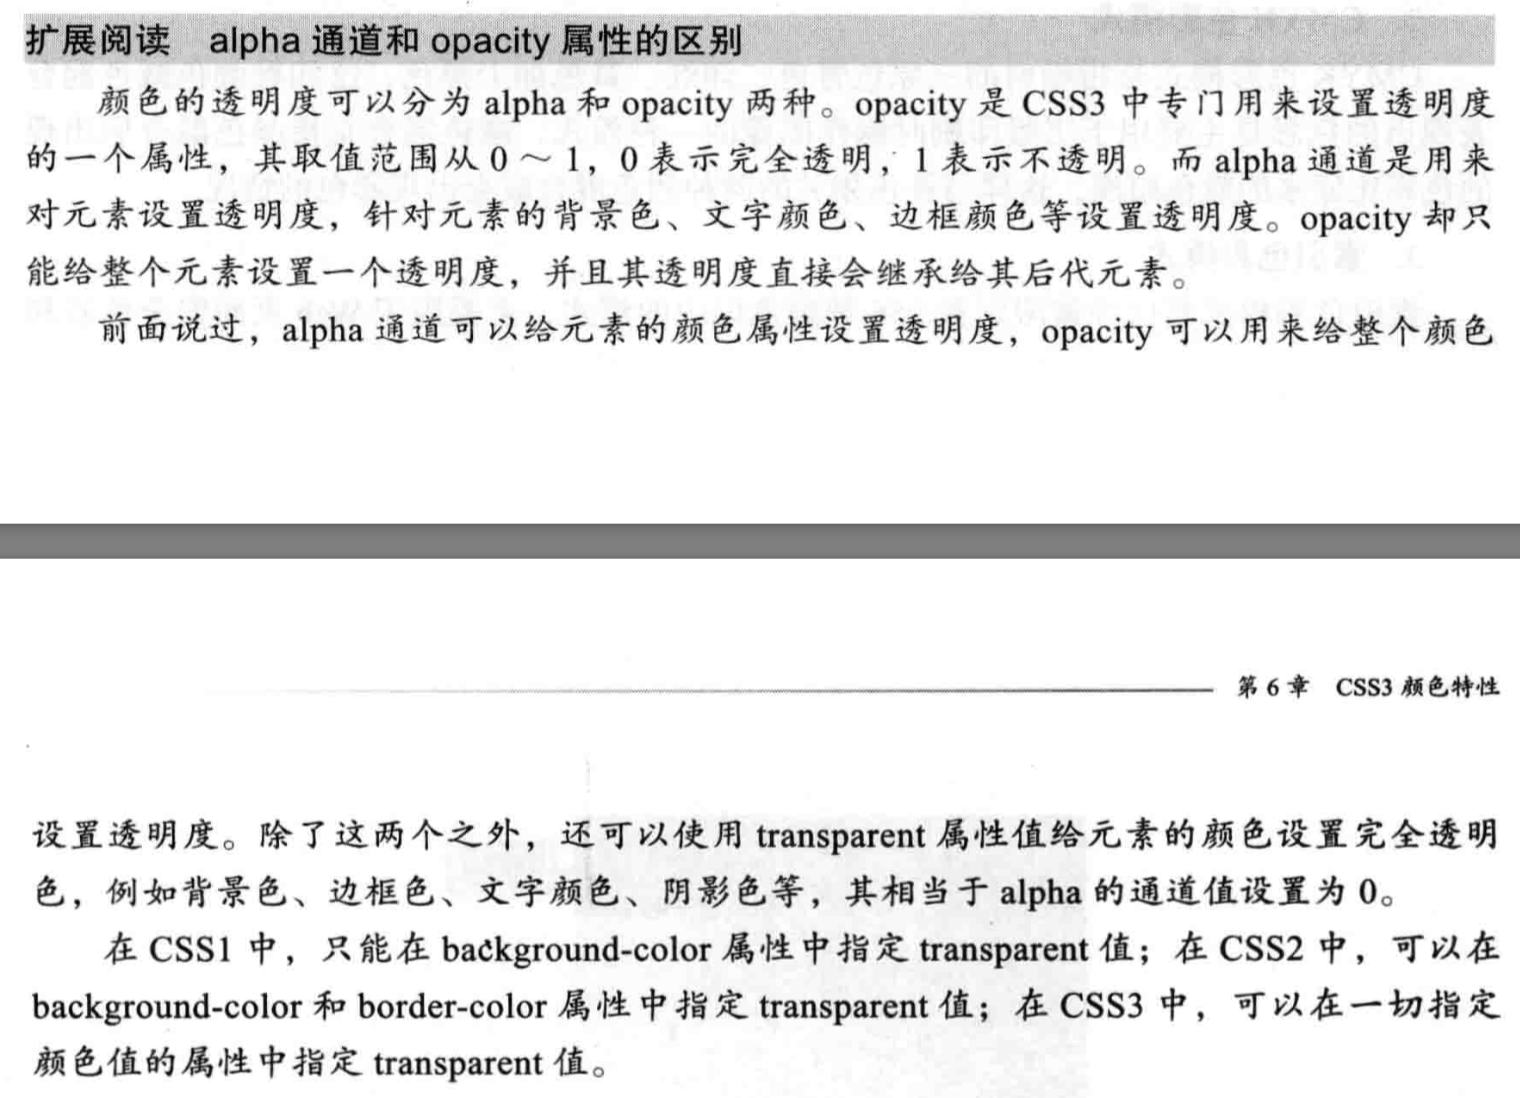 扩展阅读 alpha 通道和 opacity 属性的区别
颜色的透明度可以分为 alpha 和 opacity 两种。opacity 是 CSS3 中专门用来设置透明度
的一个属性，其取值范围从 0 ～ 1，0 表示完全透明，1 表示不透明。而 alpha 通道是用来
对元素设置透明度，针对元素的背景色、文字颜色、边框颜色等设置透明度。opacity 却只
能给整个元素设置一个透明度，并且其透明度直接会继承给其后代元素。
前面说过，alpha 通道可以给元素的颜色属性设置透明度，opacity 可以用来给整个颜色
第 6 章 CSS3 颜色特性
设置透明度。除了这两个之外，还可以使用 transparent 属性值给元素的颜色设置完全透明
色，例如背景色、边框色、文字颜色、阴影色等，其相当于 alpha 的通道值设置为 0。
在 CSS1 中，只能在 background-color 属性中指定 transparent 值；在 CSS2 中，可以在
background-color 和 border-color 属性中指定 transparent 值；在 CSS3 中，可以在一切指定
颜色值的属性中指定 transparent 值。